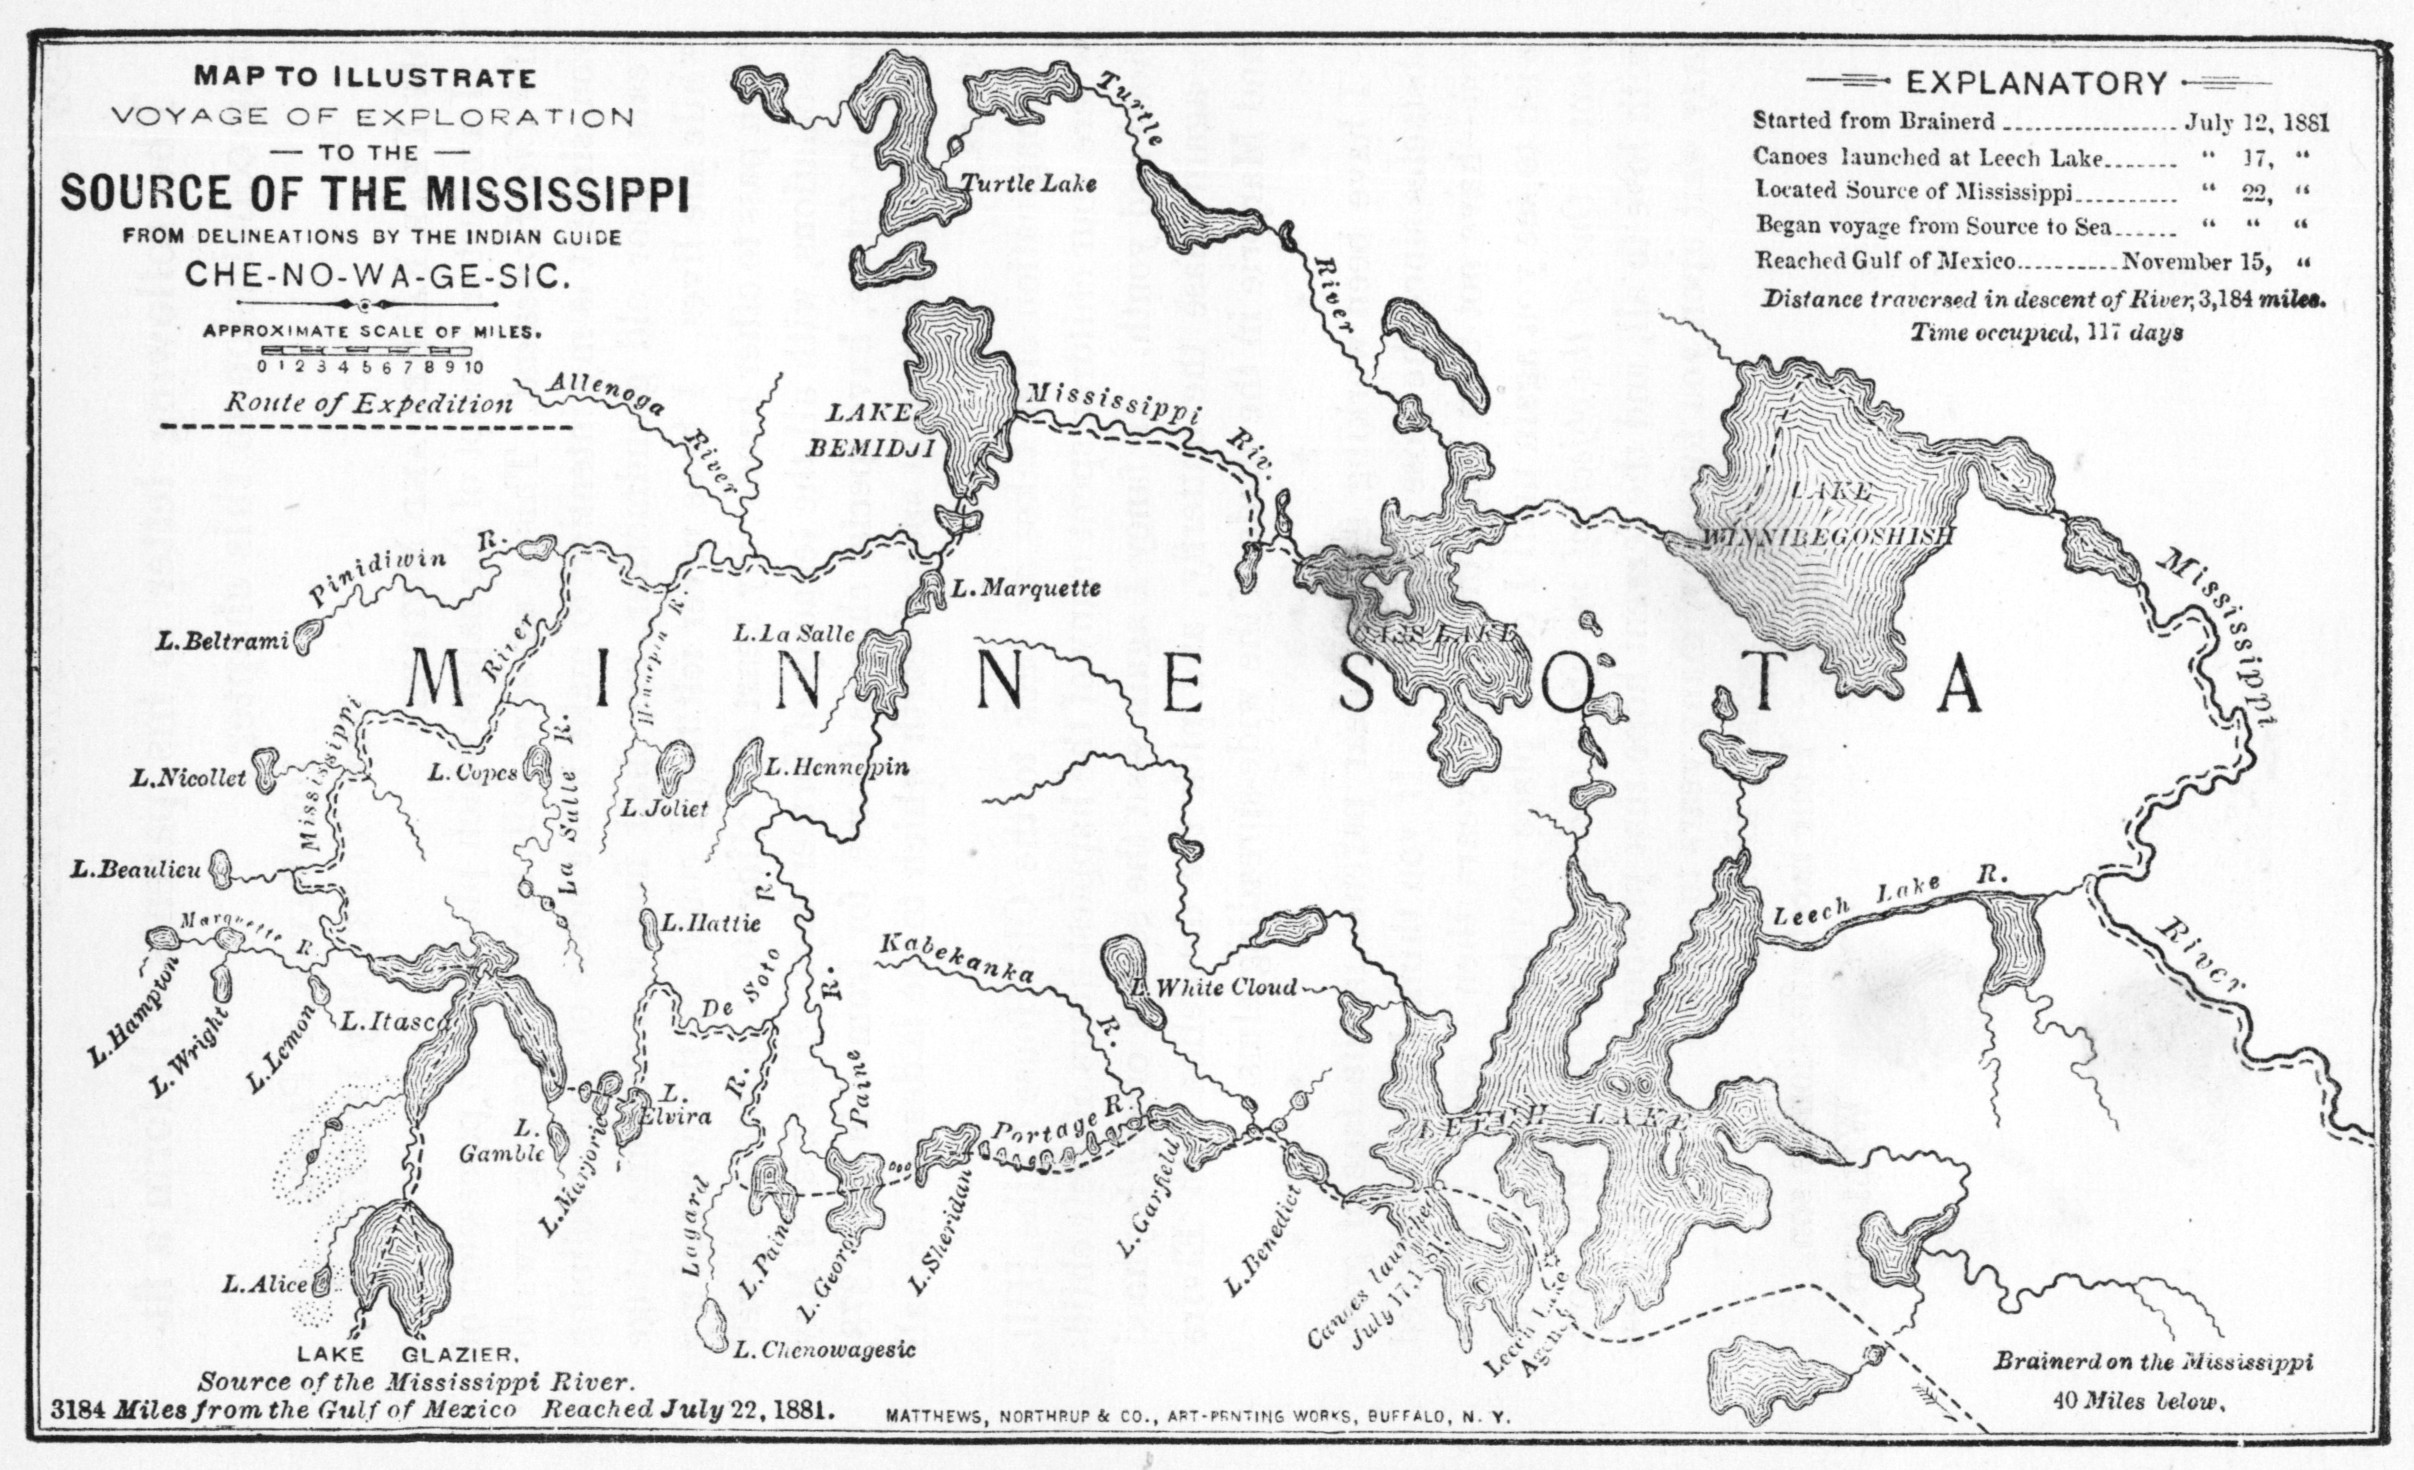 MAP TO ILLUSTRATE
VOYAGE OF EXPLORATION
— TO THE —
SOURCE OF THE MISSISSIPPI
FROM DELINEATIONS BY THE INDIAN GUIDE
CHE-NO-WA-GE-SIC.
APPROXIMATE SCALE OF MILES.
0 1 2 3 4 5 6 7 8 9 10
Route of Expedition
EXPLANATORY
Started from Brainerd .................. July 12, 1881
Canoes launched at Leech Lake....... " 17, "
Located Source of Mississippi.......... " 22, "
Began voyage from Source to Sea...... " " "
Reached Gulf of Mexico..........November 15, "
Distance traversed in descent of River, 3,184 miles.
Time occupied, 117 days
Turtle
Turtle Lake
River
Allenoga
River
LAKE
BEMIDJI
Mississippi
Riv.
LAKE
WINNIBEGOSHISH
Mississippi
Pinidiwin R.
L. Marquette
L. Beltrami
River
Hennepin R.
L. la Salle
CASS LAKE
MINNESOTA
Mississippi
L. Nicollet
L. Copes
La Salle R.
L. Joliet
L. Hennepin
Mississippi
L. Beaulieu
Leech Lake R.
River
Marquette R.
L. Hattie
De Soto R.
Kabekanka R.
L. White Cloud
L. Hampton
L. Wright
L. Lemon
L. Itasca
L. Elvira
R.
Paine R.
Portage R.
LEECH LAKE
L. Gamble
L. Marjorie
Logard
L. Paine
L. George
L. Sheridan
L. Garfield
L. Benedict
Canoes launched
July 17, 1881.
Leech Lake
Agency
L. Alice
L. Chenowagesic
LAKE GLAZIER.
Source of the Mississippi River.
3184 Miles from the Gulf of Mexico Reached July 22, 1881.
MATTHEWS, NORTHRUP & CO., ART-PRNTING WORKS, BUFFALO, N. Y.
Brainerd on the Mississippi
40 Miles below.